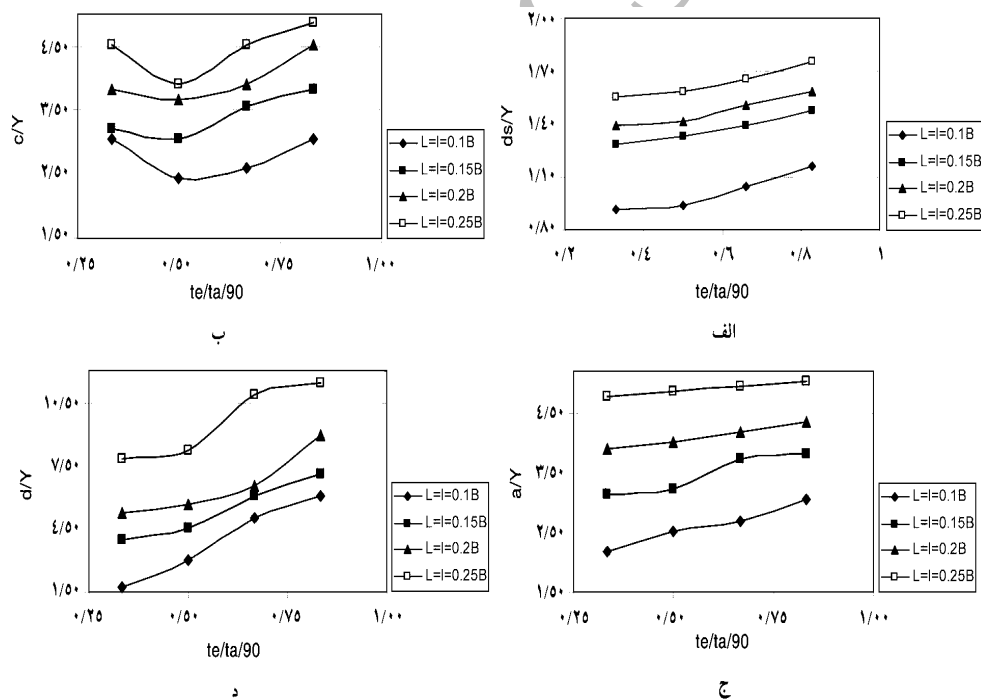 ۴/۵۰
۳/۵۰
۲/۵۰
۱/۵۰
c/Y
۰/۲۵ ۰/۵۰ ۰/۷۵ ۱/۰۰
te/ta/90
L=l=0.1B
L=l=0.15B
L=l=0.2B
L=l=0.25B
ب
۲/۰۰
۱/۷۰
۱/۴۰
۱/۱۰
۰/۸۰
ds/Y
۰/۲ ۰/۴ ۰/۶ ۰/۸ ۱
te/ta/90
L=l=0.1B
L=l=0.15B
L=l=0.2B
L=l=0.25B
الف
۱۰/۵۰
۷/۵۰
۴/۵۰
۱/۵۰
d/Y
۰/۲۵ ۰/۵۰ ۰/۷۵ ۱/۰۰
te/ta/90
L=l=0.1B
L=l=0.15B
L=l=0.2B
L=l=0.25B
د
۴/۵۰
۳/۵۰
۲/۵۰
۱/۵۰
a/Y
۰/۲۵ ۰/۵۰ ۰/۷۵ ۱/۰۰
te/ta/90
L=l=0.1B
L=l=0.15B
L=l=0.2B
L=l=0.25B
ج